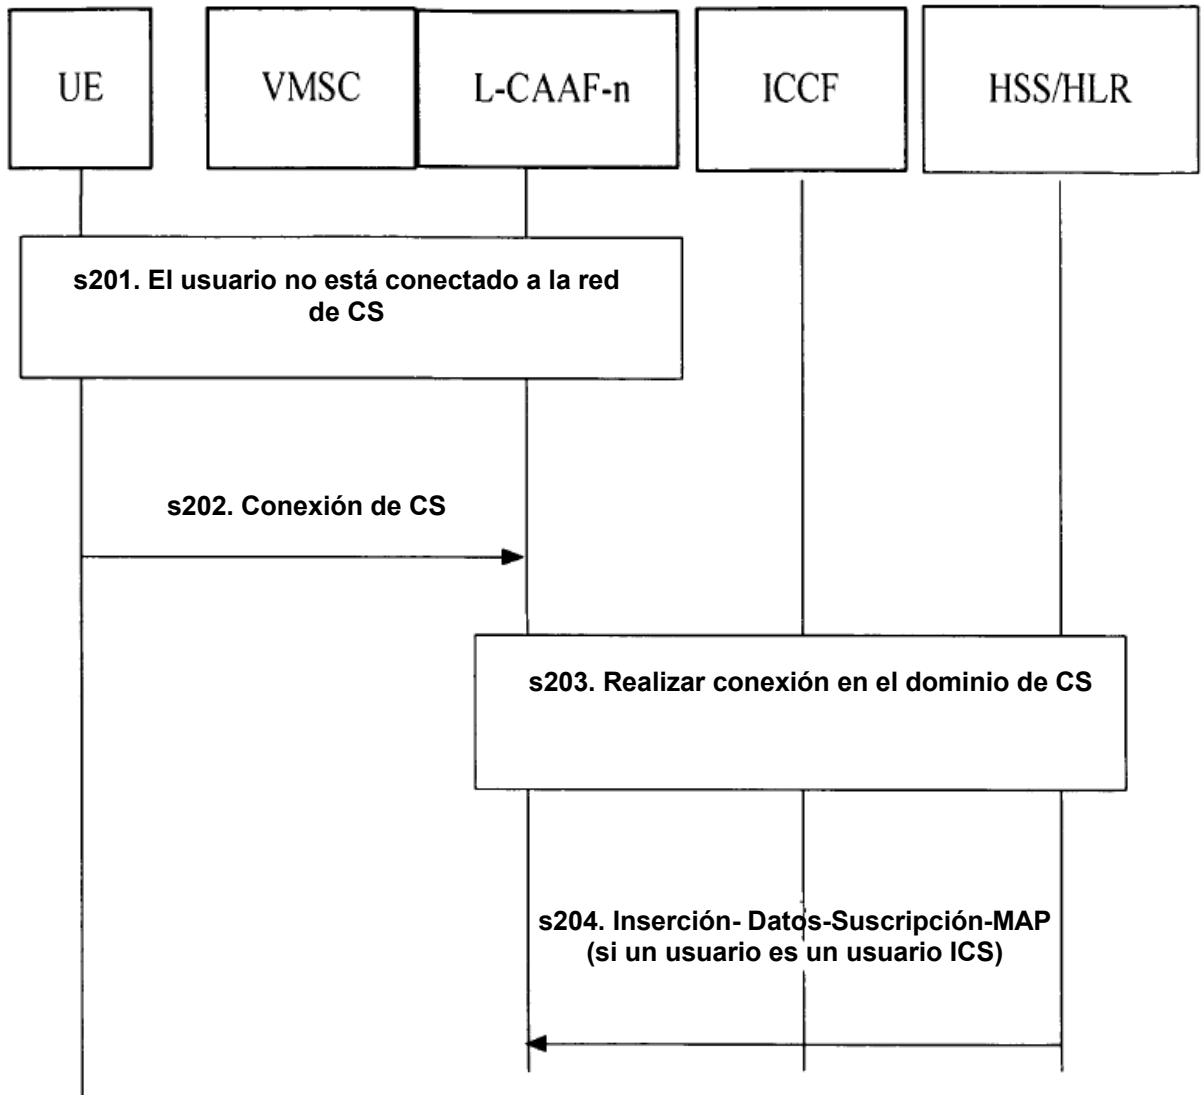 UE
VMSC
L-CAAF-n
ICCF
HSS/HLR
s201. El usuario no está conectado a la red
de CS
s202. Conexión de CS
s203. Realizar conexión en el dominio de CS
s204. Inserción- Datos-Suscripción-MAP
(si un usuario es un usuario ICS)